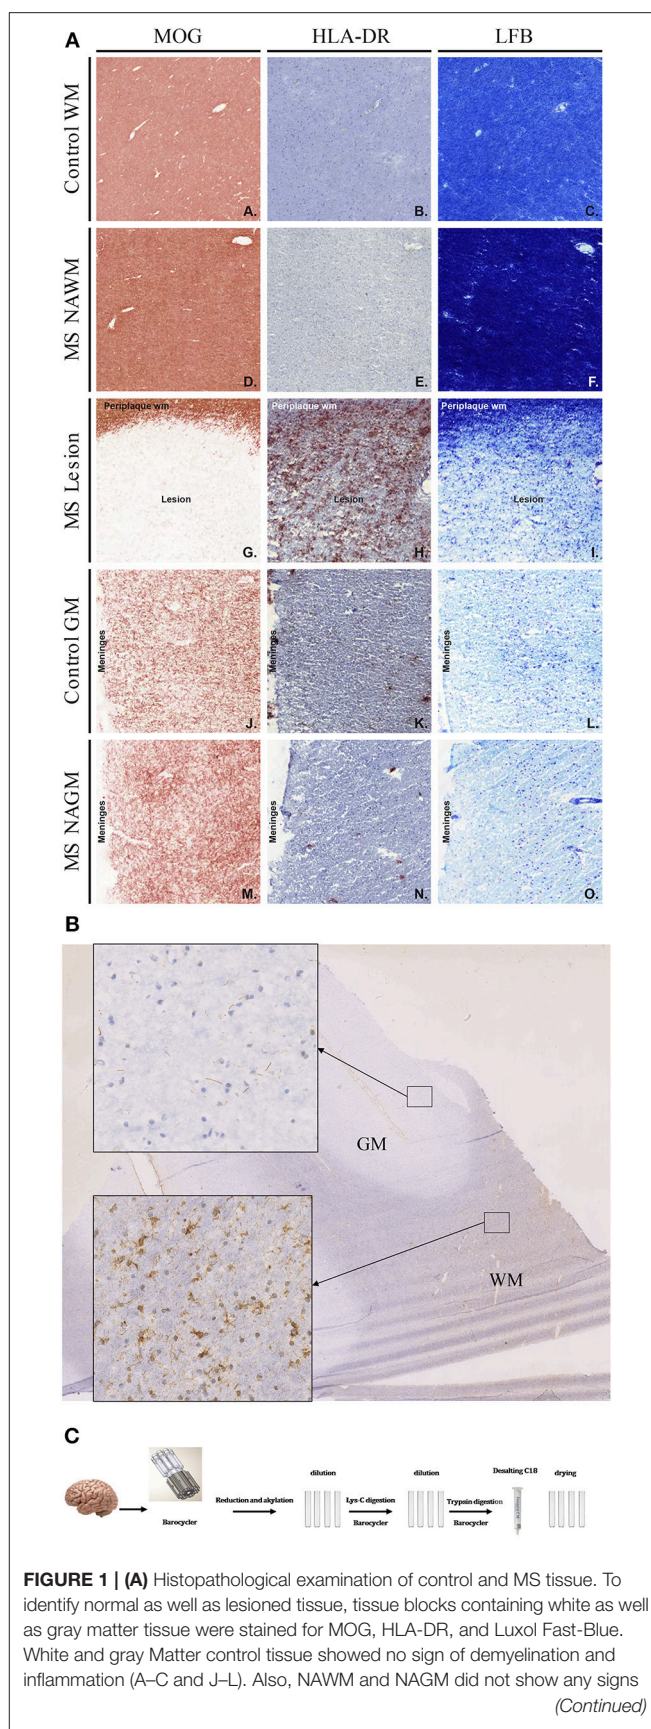 A
MOG HLA-DR LFB
Control WM
A. B. C.
MS NAWM
D. E. F.
MS Lesion
Periplaque wm Periplaque wm Periplaque wm
Lesion Lesion Lesion
G. H. I.
Control GM
Meninges Meninges Meninges
J. K. L.
MS NAGM
Meninges Meninges Meninges
M. N. O.
B
GM
WM
C
dilution dilution Desalting C18 drying
Reduction and alkylation Lys-C digestion Trypsin digestion
Barocycler Barocycler Barocycler
FIGURE 1 | (A) Histopathological examination of control and MS tissue. To
identify normal as well as lesioned tissue, tissue blocks containing white as well
as gray matter tissue were stained for MOG, HLA-DR, and Luxol Fast-Blue.
White and gray Matter control tissue showed no sign of demyelination and
inflammation (A–C and J–L). Also, NAWM and NAGM did not show any signs
(Continued)